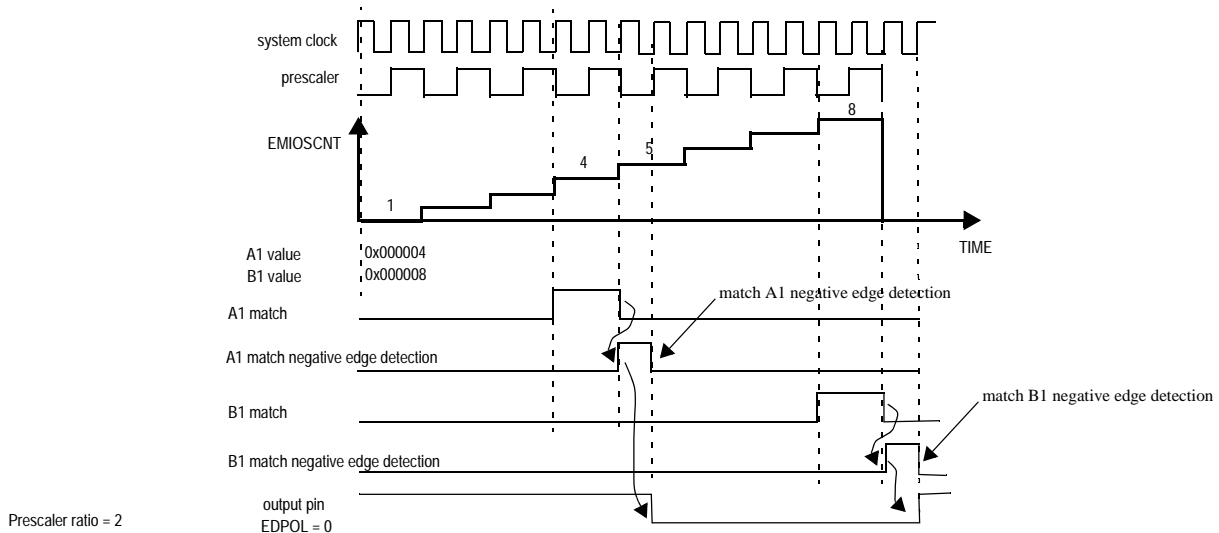 system clock
prescaler
EMIOSCNT
8
5
4
1
TIME
A1 value 0x000004
B1 value 0x000008
match A1 negative edge detection
A1 match
A1 match negative edge detection
match B1 negative edge detection
B1 match
B1 match negative edge detection
output pin
Prescaler ratio = 2
EDPOL = 0